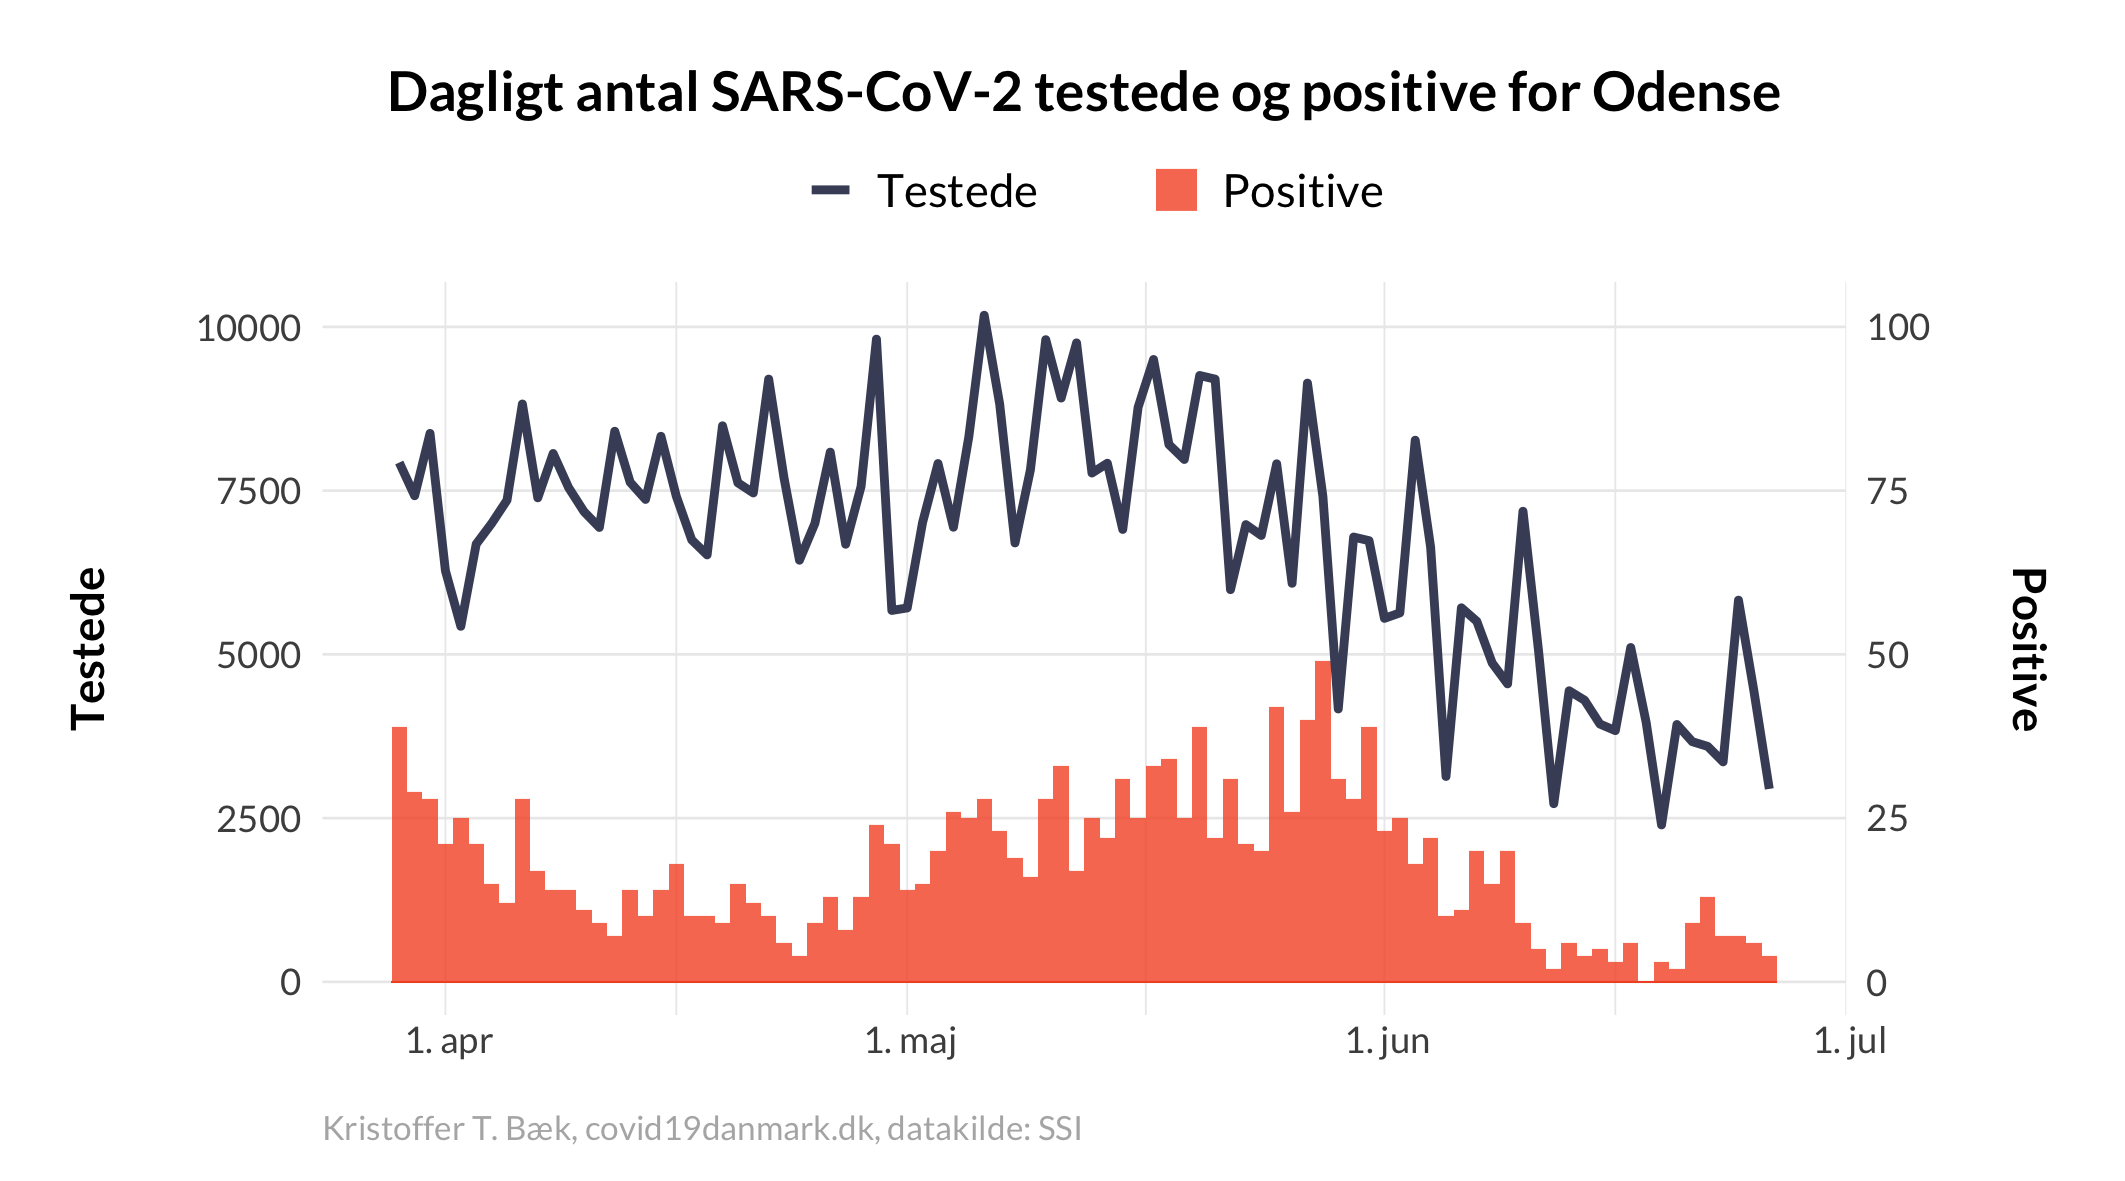 Dagligt antal SARS-CoV-2 testede og positive for Odense
Testede
Positive
10000
7500
5000
2500
0
Testede
100
75
50
25
0
Positive
1. apr
1. maj
1. jun
1. jul
Kristoffer T. Bæk, covid19danmark.dk, datakilde: SSI